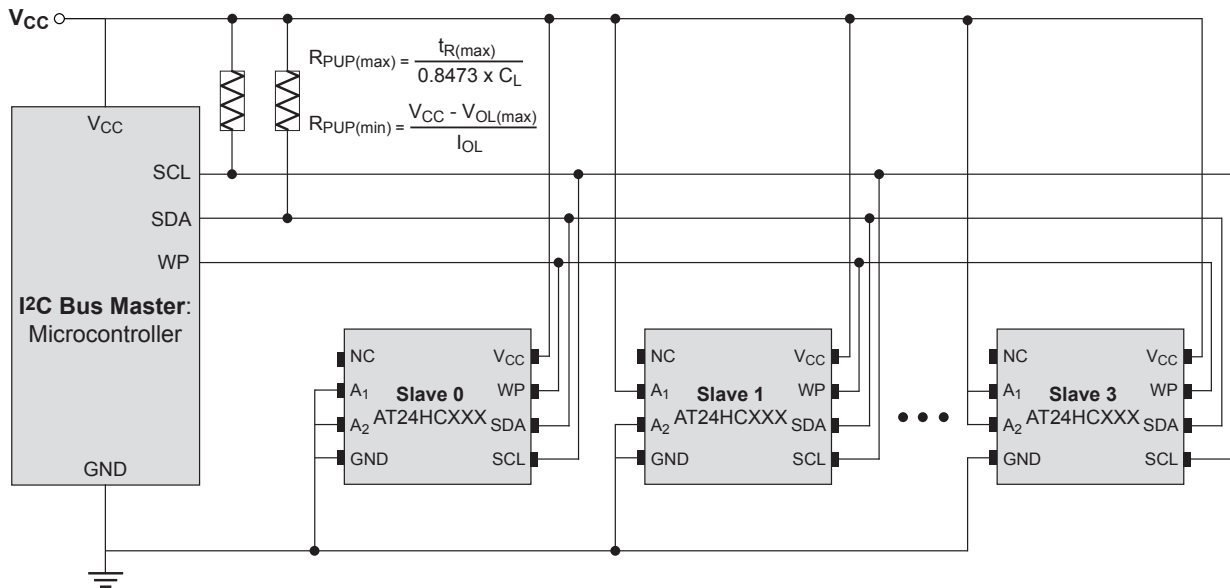 VCC
RPUP(max) = tR(max)
0.8473 x CL
RPUP(min) = VCC - VOL(max)
IOL
VCC
SCL
SDA
WP
I2C Bus Master:
Microcontroller
GND
NC
A1
A2
GND
Slave 0
AT24HCXXX
VCC
WP
SDA
SCL
NC
A1
A2
GND
Slave 1
AT24HCXXX
VCC
WP
SDA
SCL
NC
A1
A2
GND
Slave 3
AT24HCXXX
VCC
WP
SDA
SCL